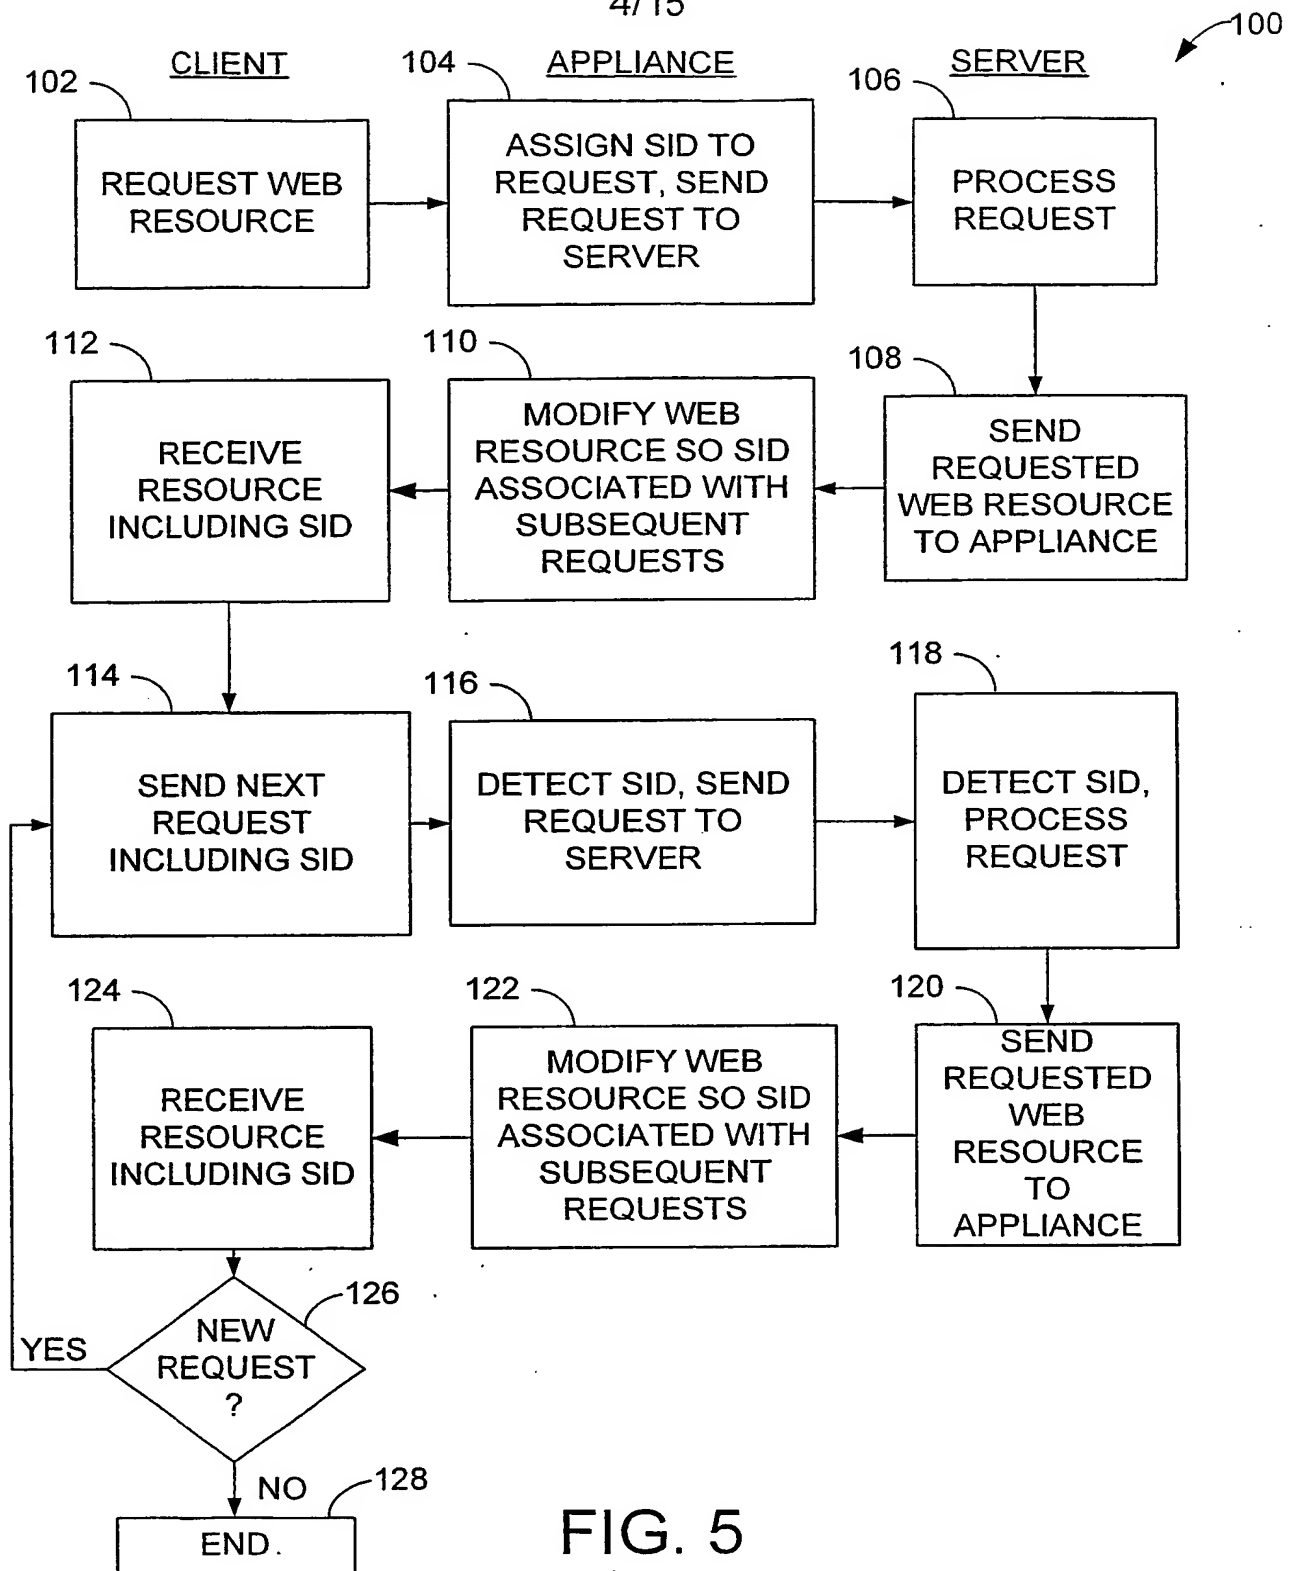 4/15
100
CLIENT
APPLIANCE
SERVER
102
104
106
REQUEST WEB
RESOURCE
ASSIGN SID TO
REQUEST, SEND
REQUEST TO
SERVER
PROCESS
REQUEST
112
110
108
RECEIVE
RESOURCE
INCLUDING SID
MODIFY WEB
RESOURCE SO SID
ASSOCIATED WITH
SUBSEQUENT
REQUESTS
SEND
REQUESTED
WEB RESOURCE
TO APPLIANCE
114
116
118
SEND NEXT
REQUEST
INCLUDING SID
DETECT SID, SEND
REQUEST TO
SERVER
DETECT SID,
PROCESS
REQUEST
124
122
120
RECEIVE
RESOURCE
INCLUDING SID
MODIFY WEB
RESOURCE SO SID
ASSOCIATED WITH
SUBSEQUENT
REQUESTS
SEND
REQUESTED
WEB
RESOURCE
TO
APPLIANCE
126
NEW
REQUEST
?
YES
NO
128
END.
FIG. 5